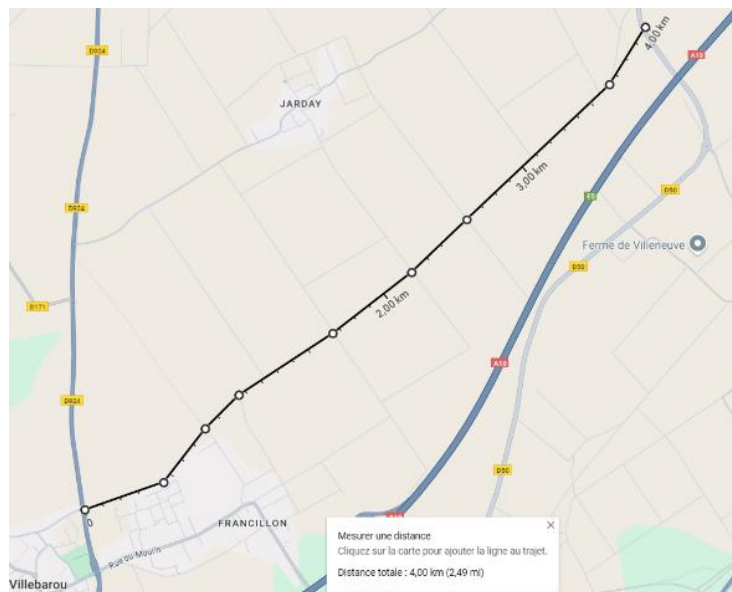 D924
4,00 km
A10
JARDAY
3,00 km
D50
E5
D924
Ferme de Villeneuve
D50
2,00 km
D171
A10
D924
D50
0
FRANCILLON
Rue du Mouris
Villebarou
Mesurer une distance
Cliquez sur la carte pour ajouter la ligne au trajet.
Distance totale : 4,00 km (2,49 mi)